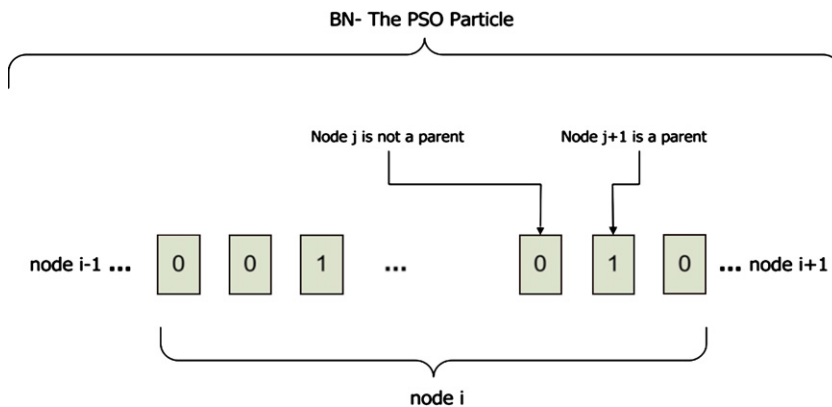 BN- The PSO Particle
Node j is not a parent
Node j+1 is a parent
node i-1 ... 0 0 1 ... 0 1 0 ... node i+1
node i